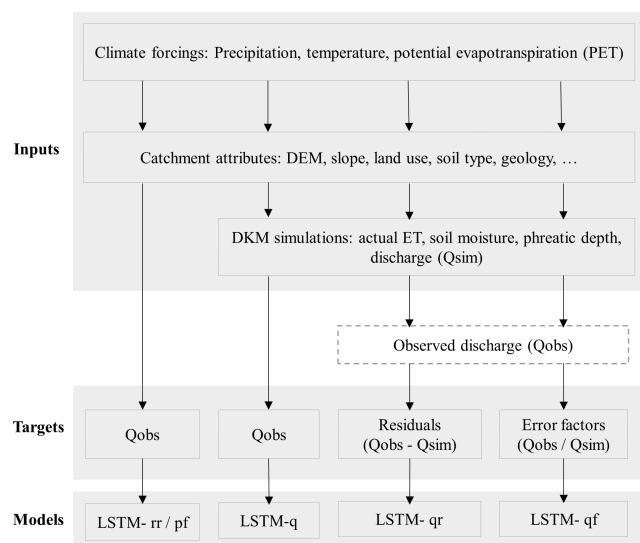 Climate forcings: Precipitation, temperature, potential evapotranspiration (PET)
Inputs
Catchment attributes: DEM, slope, land use, soil type, geology, …
DKM simulations: actual ET, soil moisture, phreatic depth,
discharge (Qsim)
Observed discharge (Qobs)
Targets
Qobs
Qobs
Residuals
(Qobs - Qsim)
Error factors
(Qobs / Qsim)
Models
LSTM- rr / pf
LSTM-q
LSTM- qr
LSTM- qf